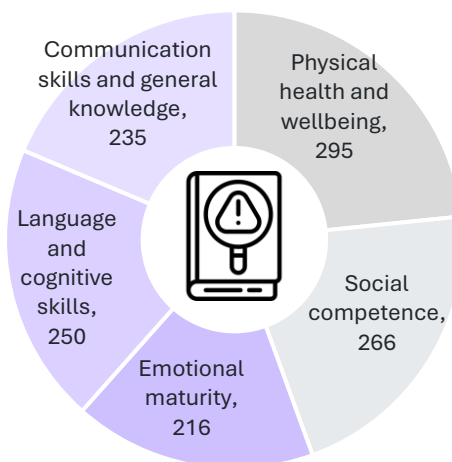 Communication
skills and general
knowledge,
235
Physical
health and
wellbeing,
295
Language
and
cognitive
skills,
250
Social
competence,
266
Emotional
maturity,
216